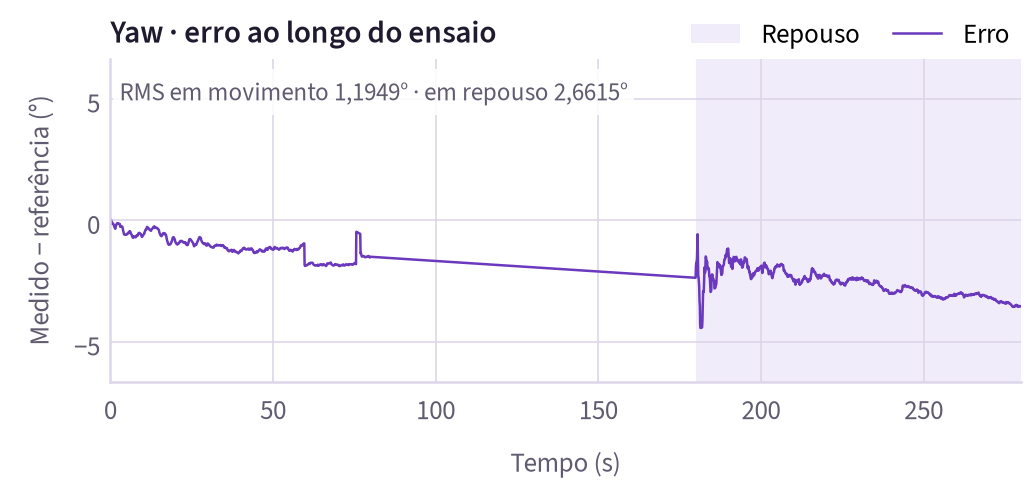 Yaw · erro ao longo do ensaio
Repouso
Erro
RMS em movimento 1,1949° · em repouso 2,6615°
Medido − referência (°)
5
0
−5
0
50
100
150
200
250
Tempo (s)